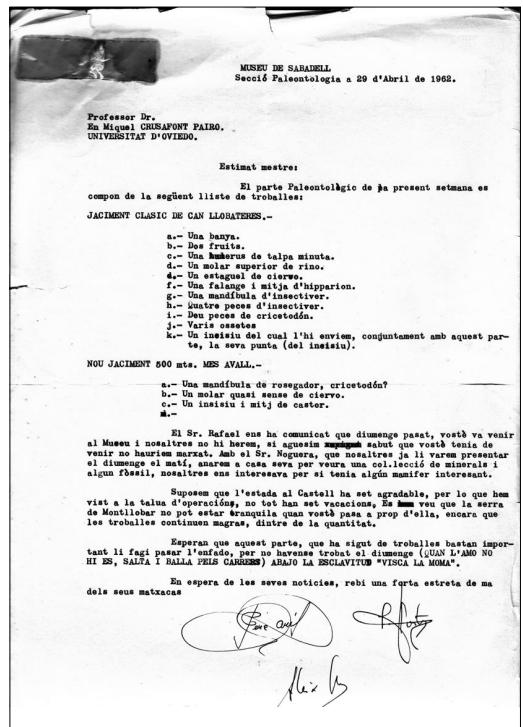 MUSEU DE SABADELL
Secció Paleontologia a 29 d'Abril de 1962.
Professor Dr.
En Miquel CRUSAFONT PAIRO.
UNIVERSITAT D'OVIEDO.
Estimat mestre:
El parte Paleontològic de la present setmana es
compon de la següent lliste de troballes:
JACIMENT CLASIC DE CAN LLOBATERES.-
a.- Una banya.
b.- Dos fruits.
c.- Una humerus de talpa minuta.
d.- Un molar superior de rino.
e.- Un estaguel de ciervo.
f.- Una falange i mitja d'hipparion.
g.- Una mandíbula d'insectiver.
h.- Quatre peces d'insectiver.
i.- Deu peces de cricetodón.
j.- Varis ossetes
k.- Un insisiu del cual l'hi enviem, conjuntament amb aquest par-
te, la seva punta (del insisiu).
NOU JACIMENT 500 mts. MES AVALL.-
a.- Una mandíbula de rosegador, cricetodón?
b.- Un molar quasi sense de ciervo.
c.- Un insisiu i mitj de castor.
El Sr. Rafael ens ha comunicat que diumenge pasat, vostè va venir
al Museu i nosaltres no hi herem, si aguesim sabut que vostè tenia de
venir no hauriem marxat. Amb el Sr. Noguera, que nosaltres ja li varem presentar
el diumenge el matí, anarem a casa seva per veura una col.lecció de minerals i
algun fòssil, nosaltres ens interesava per si tenia algún mamifer interesant.
Suposem que l'estada al Castell ha set agradable, per lo que hem
vist a la talua d'operacións, no tot han set vacacions, Es veu que la serra
de Montllobar no pot estar tranquila quan vostè pasa a prop d'ella, encara que
les troballes continuen magras, dintre de la quantitat.
Esperan que aquest parte, que ha sigut de troballes bastan impor-
tant li fagi pasar l'enfado, per no havense trobat el diumenge (QUAN L'AMO NO
HI ES, SALTA I BALLA PELS CARRERS) ABAJO LA ESCLAVITUD "VISCA LA MOMA".
En espera de les seves noticies, rebi una forta estreta de ma
dels seus matxacas